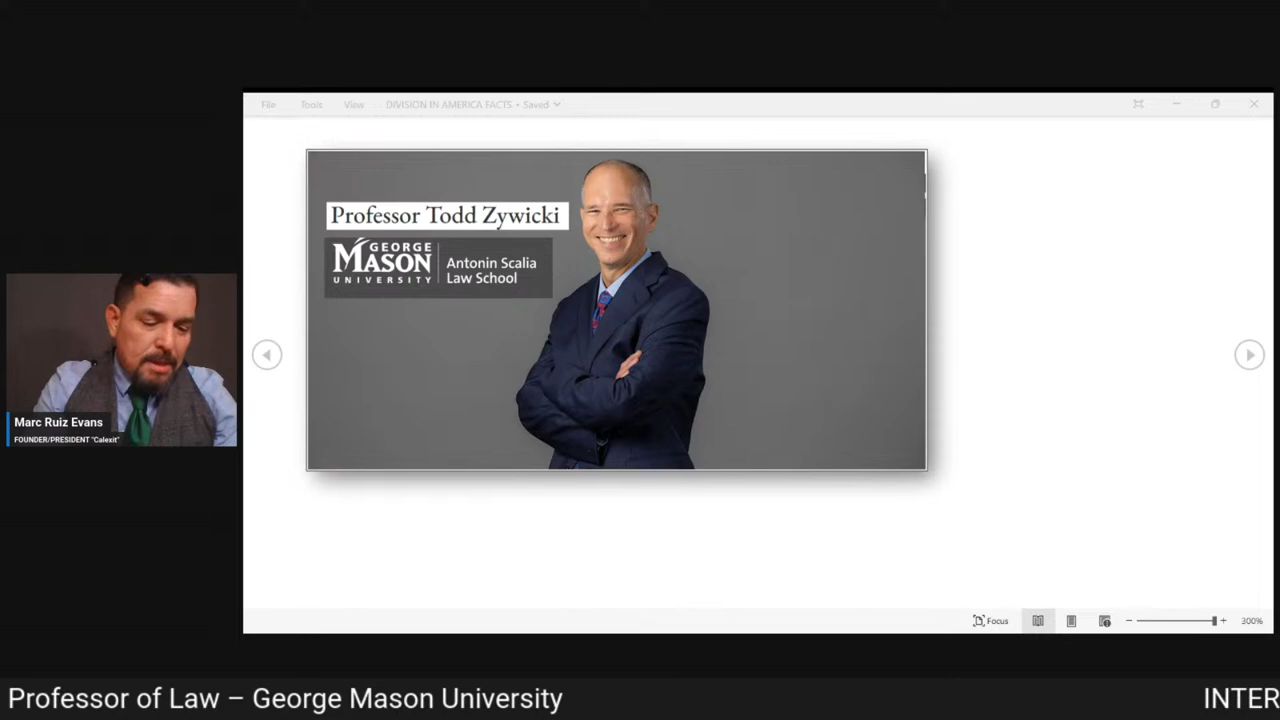 File Tools View DIVISION IN AMERICA FACTS • Saved
Professor Todd Zywicki
GEORGE
MASON
UNIVERSITY
Antonin Scalia
Law School
Marc Ruiz Evans
FOUNDER/PRESIDENT "Calexit"
Focus
300%
Professor of Law – George Mason University
INTER